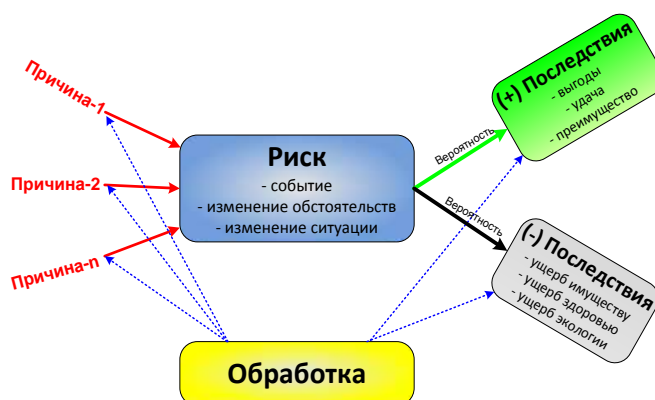 Причина-1
Причина-2
Причина-n
Риск
- событие
- изменение обстоятельств
- изменение ситуации
Вероятность
Вероятность
(+) Последствия
- выгоды
- удача
- преимущество
(-) Последствия
- ущерб имуществу
- ущерб здоровью
- ущерб экологии
Обработка